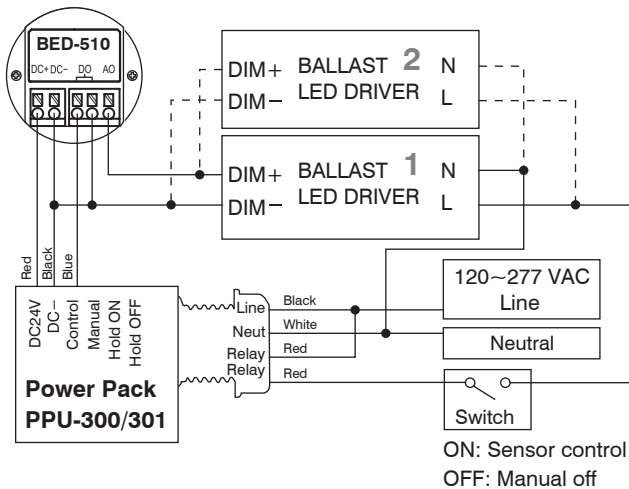 BED-510
DC+ DC− DO AO
BALLAST 2
LED DRIVER
DIM+ N
DIM− L
BALLAST 1
LED DRIVER
DIM+ N
DIM− L
Red
Black
Blue
DC24V
DC−
Control
Manual
Hold ON
Hold OFF
Power Pack
PPU-300/301
Line Black
Neut White
Relay Red
Relay Red
120~277 VAC
Line
Neutral
Switch
ON: Sensor control
OFF: Manual off